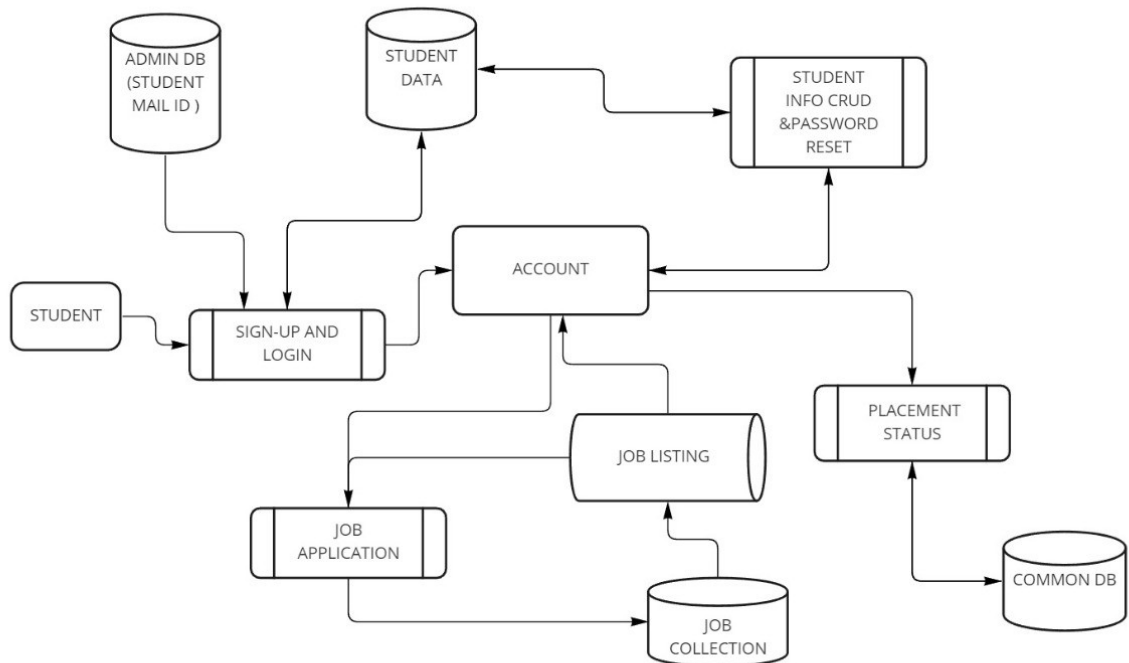 ADMIN DB
(STUDENT
MAIL ID )
STUDENT
DATA
STUDENT
INFO CRUD
&PASSWORD
RESET
ACCOUNT
STUDENT
SIGN-UP AND
LOGIN
PLACEMENT
STATUS
JOB LISTING
JOB
APPLICATION
COMMON DB
JOB
COLLECTION